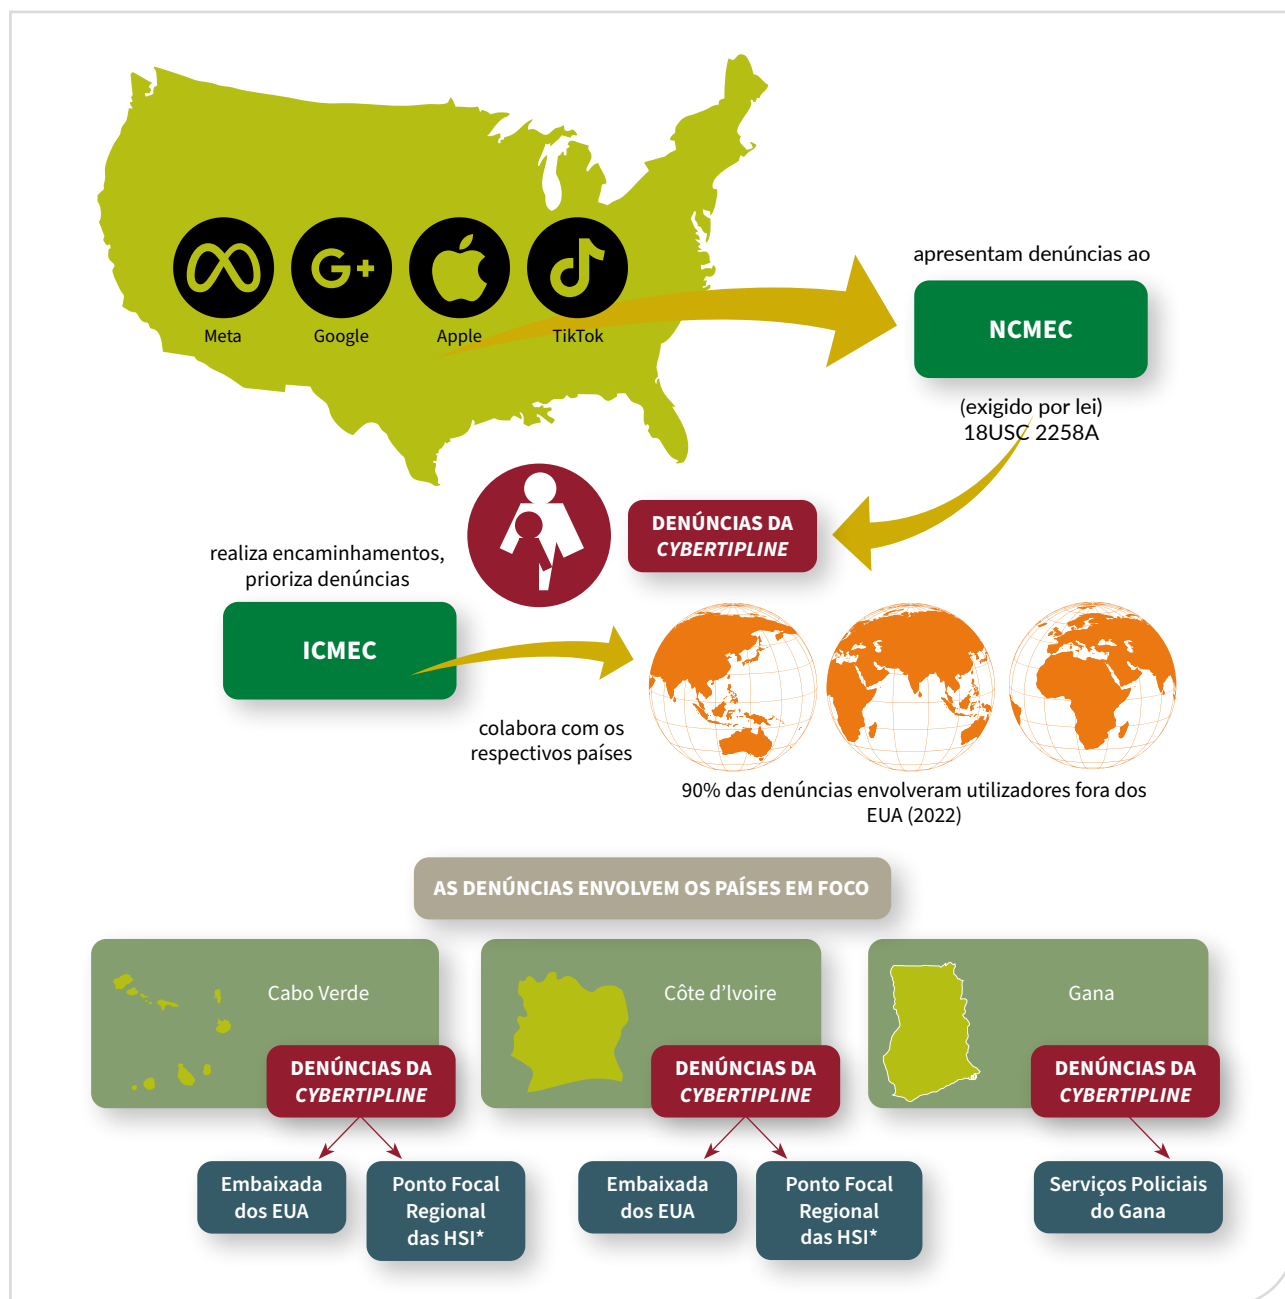 Meta
Google
Apple
TikTok
apresentam denúncias ao
NCMEC
(exigido por lei)
18USC 2258A
DENÚNCIAS DA
CYBERTIPLINE
realiza encaminhamentos,
prioriza denúncias
ICMEC
colabora com os
respectivos países
90% das denúncias envolveram utilizadores fora dos
EUA (2022)
AS DENÚNCIAS ENVOLVEM OS PAÍSES EM FOCO
Cabo Verde
DENÚNCIAS DA
CYBERTIPLINE
Embaixada
dos EUA
Ponto Focal
Regional
das HSI*
Côte d'Ivoire
DENÚNCIAS DA
CYBERTIPLINE
Embaixada
dos EUA
Ponto Focal
Regional
das HSI*
Gana
DENÚNCIAS DA
CYBERTIPLINE
Serviços Policiais
do Gana